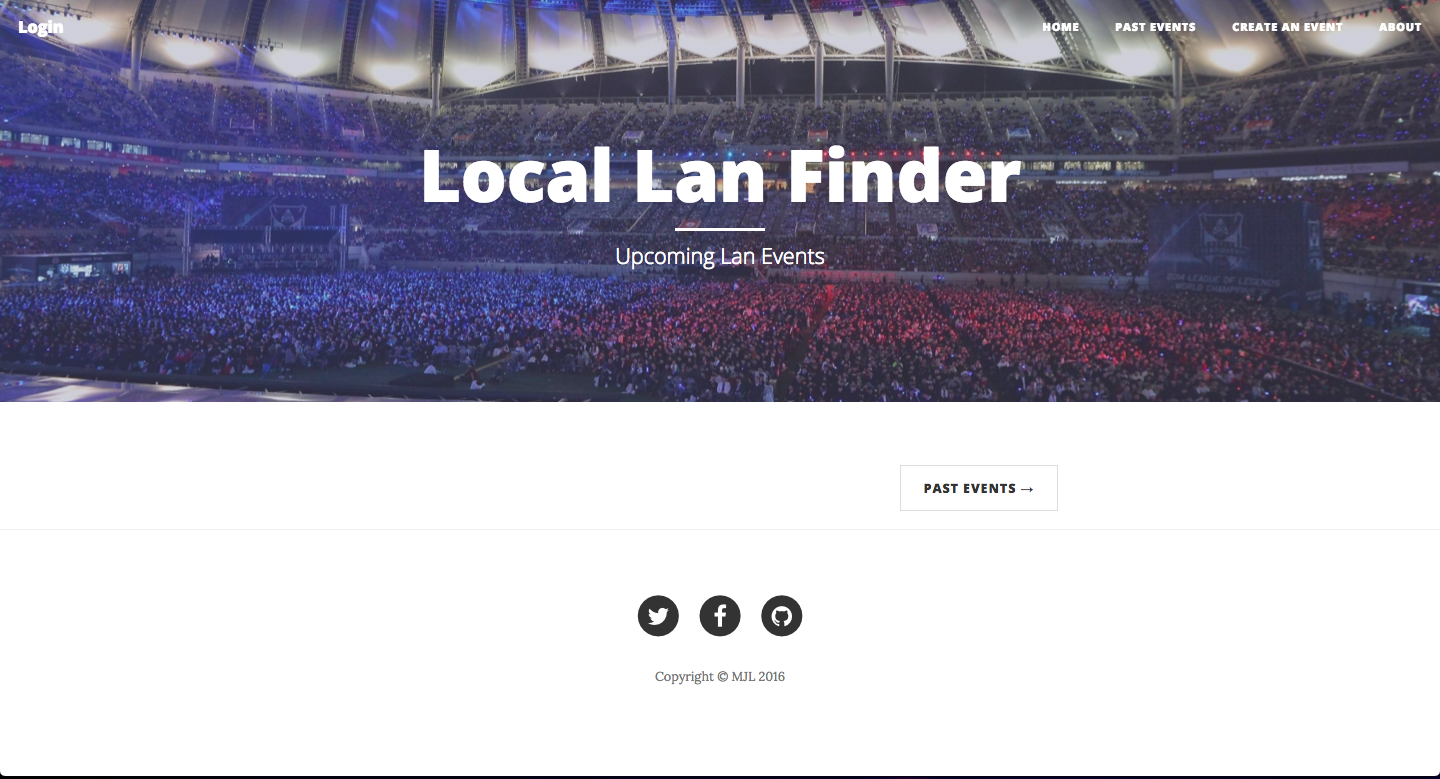 Login
HOME
PAST EVENTS
CREATE AN EVENT
ABOUT
Local Lan Finder
Upcoming Lan Events
PAST EVENTS →
Copyright © MJL 2016